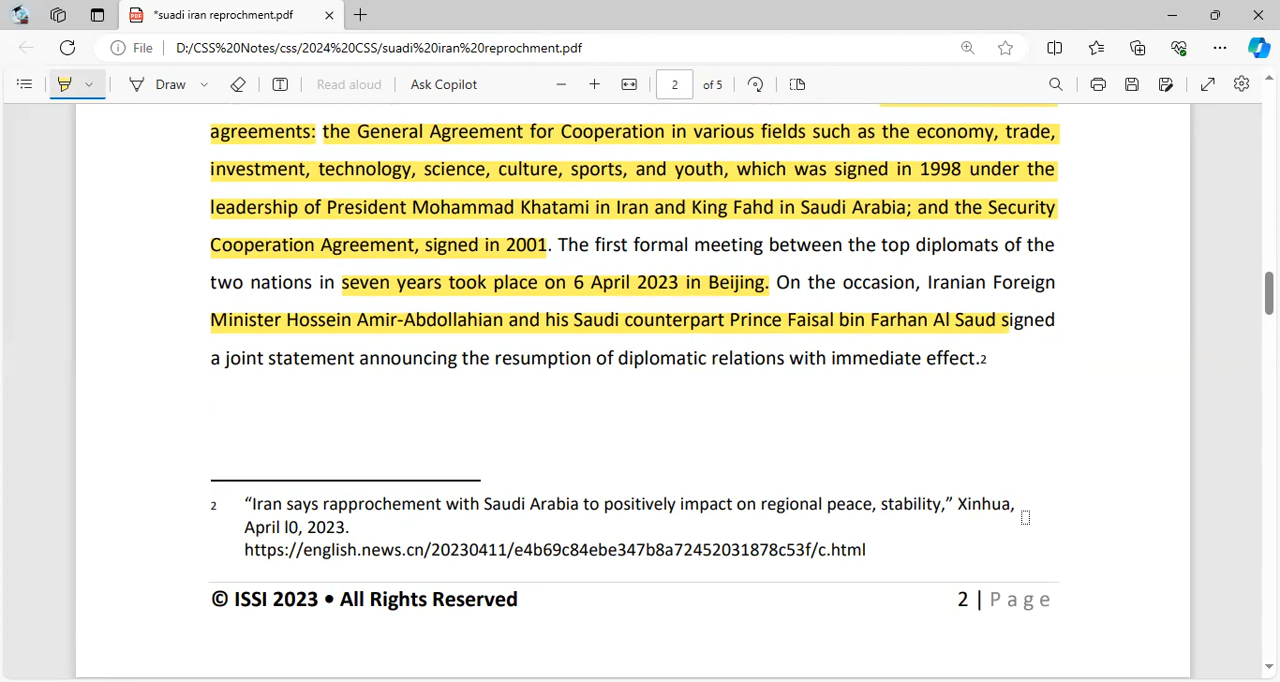 *suadi iran reprochment.pdf
File
D:/CSS%20Notes/css/2024%20CSS/suadi%20iran%20reprochment.pdf
Draw
Read aloud
Ask Copilot
2 of 5
agreements: the General Agreement for Cooperation in various fields such as the economy, trade,
investment, technology, science, culture, sports, and youth, which was signed in 1998 under the
leadership of President Mohammad Khatami in Iran and King Fahd in Saudi Arabia; and the Security
Cooperation Agreement, signed in 2001. The first formal meeting between the top diplomats of the
two nations in seven years took place on 6 April 2023 in Beijing. On the occasion, Iranian Foreign
Minister Hossein Amir-Abdollahian and his Saudi counterpart Prince Faisal bin Farhan Al Saud signed
a joint statement announcing the resumption of diplomatic relations with immediate effect.2
2 “Iran says rapprochement with Saudi Arabia to positively impact on regional peace, stability,” Xinhua,
April l0, 2023.
https://english.news.cn/20230411/e4b69c84ebe347b8a72452031878c53f/c.html
© ISSI 2023 • All Rights Reserved
2 | Page